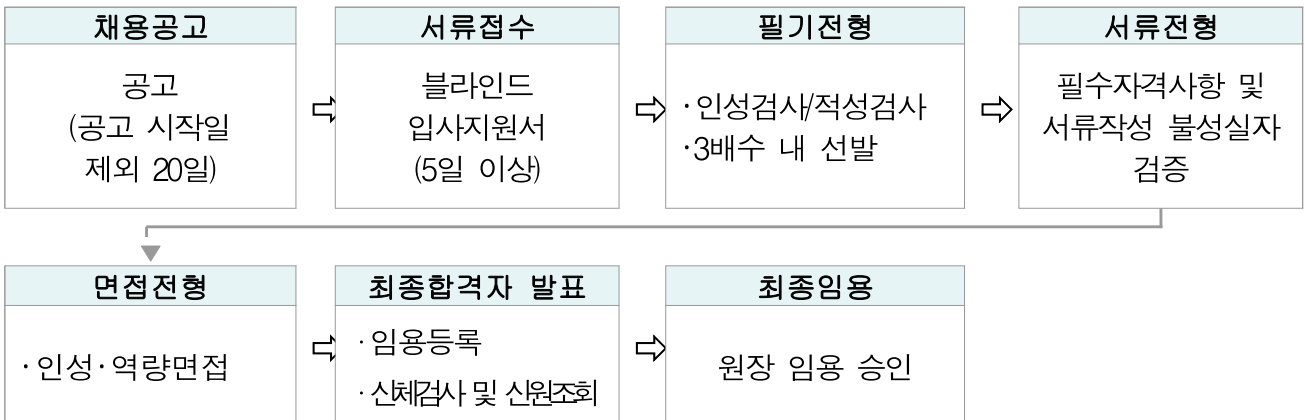 채용공고
공고
(공고 시작일
제외 20일)
서류접수
블라인드
입사지원서
(5일 이상)
필기전형
·인성검사/적성검사
·3배수 내 선발
서류전형
필수자격사항 및
서류작성 불성실자
검증
면접전형
·인성·역량면접
최종합격자 발표
·임용등록
·신체검사 및 신원조회
최종임용
원장 임용 승인